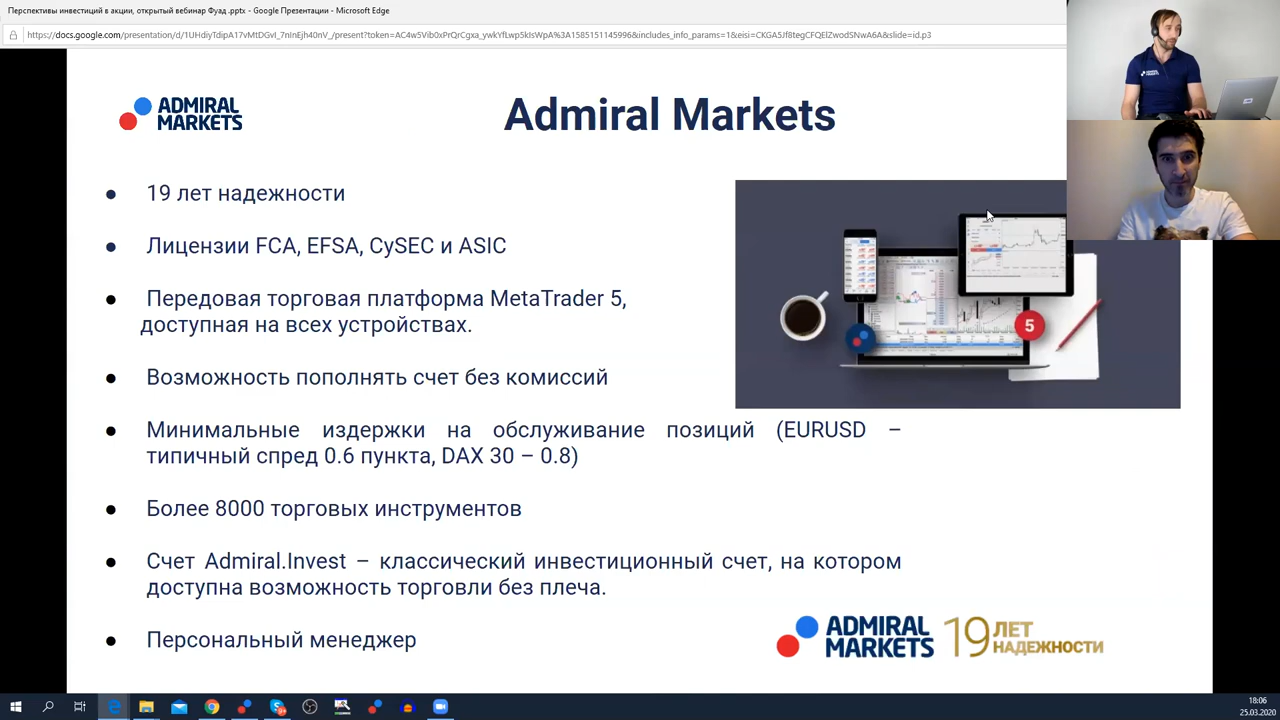 Перспективы инвестиций в акции, открытый вебинар Фуад .pptx - Google Презентации - Microsoft Edge
ADMIRAL
MARKETS
Admiral Markets
● 19 лет надежности
● Лицензии FCA, EFSA, CySEC и ASIC
● Передовая торговая платформа MetaTrader 5,
доступная на всех устройствах.
● Возможность пополнять счет без комиссий
● Минимальные издержки на обслуживание позиций (EURUSD –
типичный спред 0.6 пункта, DAX 30 – 0.8)
● Более 8000 торговых инструментов
● Счет Admiral.Invest – классический инвестиционный счет, на котором
доступна возможность торговли без плеча.
● Персональный менеджер
5
ADMIRAL
MARKETS
19 ЛЕТ
НАДЕЖНОСТИ
18:06
25.03.2020